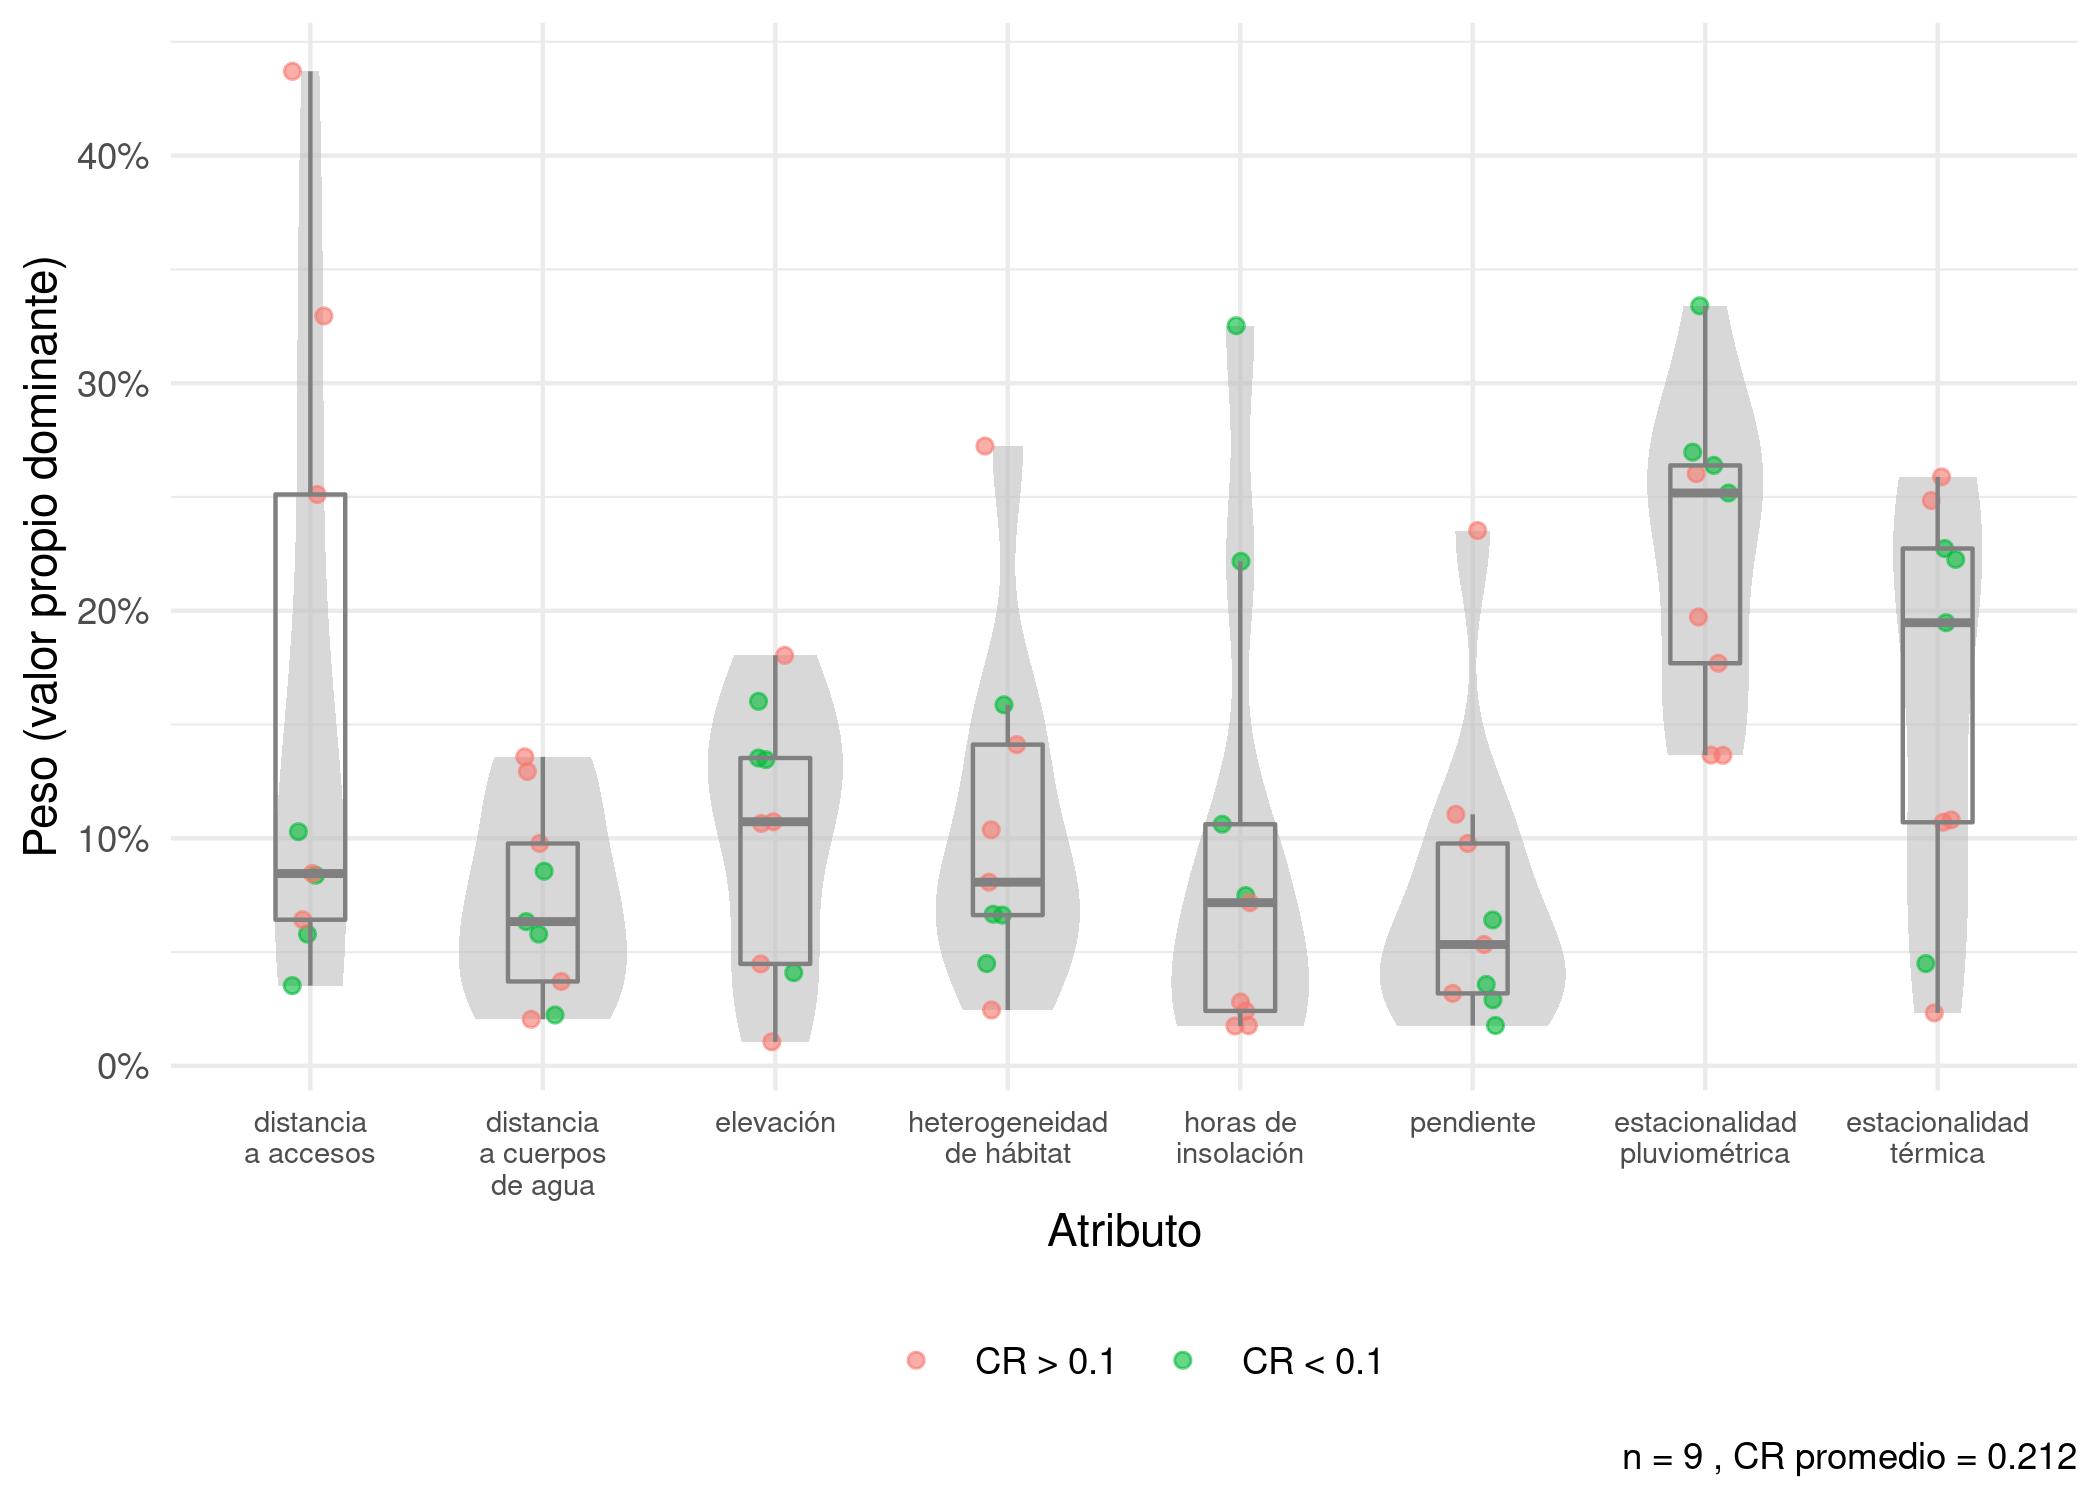 Peso (valor propio dominante)
40%
30%
20%
10%
0%
distancia
a accesos
distancia
a cuerpos
de agua
elevación
heterogeneidad
de hábitat
horas de
insolación
pendiente
estacionalidad
pluviométrica
estacionalidad
térmica
Atributo
CR > 0.1
CR < 0.1
n = 9 , CR promedio = 0.212